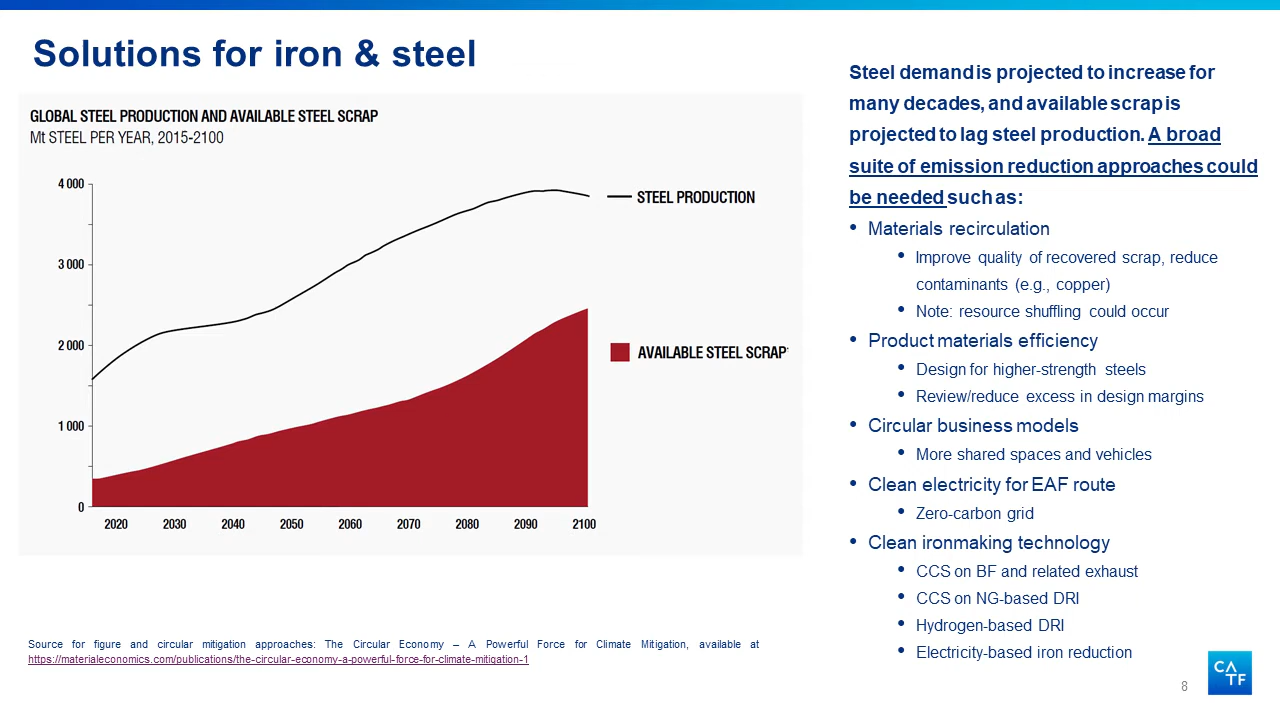 Solutions for iron & steel
GLOBAL STEEL PRODUCTION AND AVAILABLE STEEL SCRAP
Mt STEEL PER YEAR, 2015-2100
4 000
3 000
2 000
1 000
0
2020 2030 2040 2050 2060 2070 2080 2090 2100
STEEL PRODUCTION
AVAILABLE STEEL SCRAP
Source for figure and circular mitigation approaches: The Circular Economy – A Powerful Force for Climate Mitigation, available at
https://materialeconomics.com/publications/the-circular-economy-a-powerful-force-for-climate-mitigation-1
Steel demand is projected to increase for
many decades, and available scrap is
projected to lag steel production. A broad
suite of emission reduction approaches could
be needed such as:
• Materials recirculation
• Improve quality of recovered scrap, reduce
contaminants (e.g., copper)
• Note: resource shuffling could occur
• Product materials efficiency
• Design for higher-strength steels
• Review/reduce excess in design margins
• Circular business models
• More shared spaces and vehicles
• Clean electricity for EAF route
• Zero-carbon grid
• Clean ironmaking technology
• CCS on BF and related exhaust
• CCS on NG-based DRI
• Hydrogen-based DRI
• Electricity-based iron reduction
8
CATF